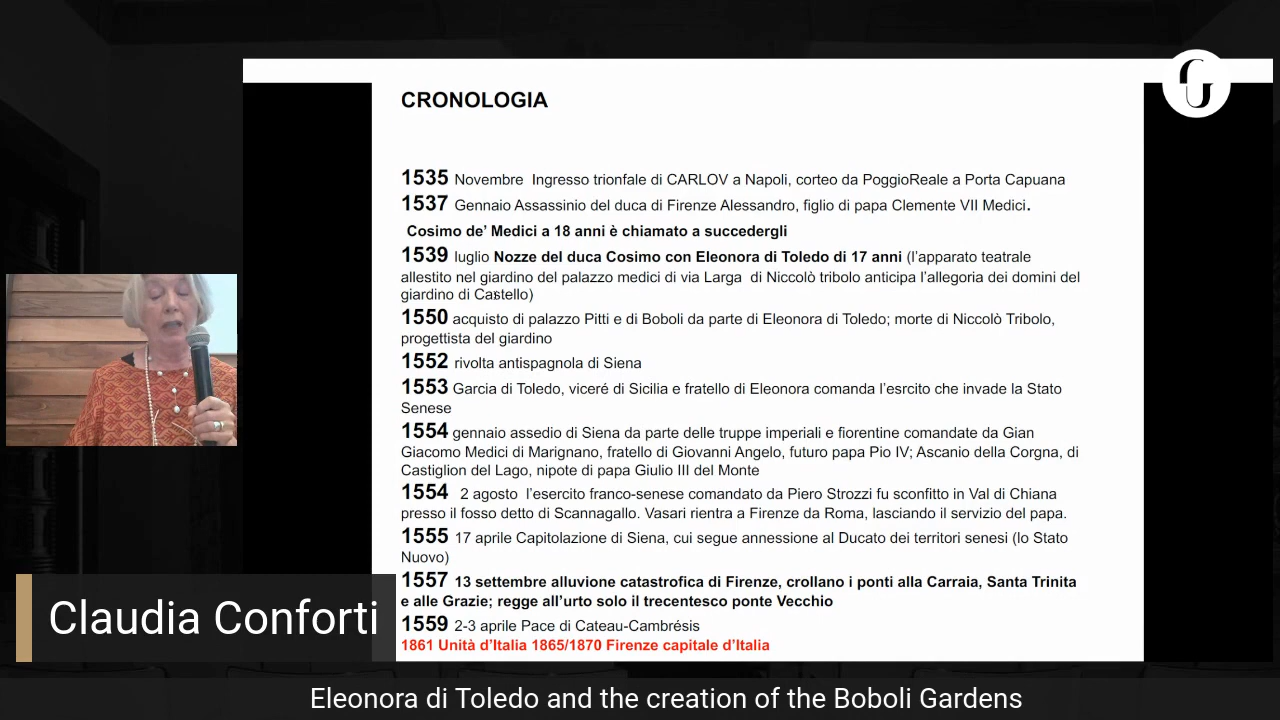 CRONOLOGIA
1535 Novembre Ingresso trionfale di CARLOV a Napoli, corteo da PoggioReale a Porta Capuana
1537 Gennaio Assassinio del duca di Firenze Alessandro, figlio di papa Clemente VII Medici.
Cosimo de' Medici a 18 anni è chiamato a succedergli
1539 luglio Nozze del duca Cosimo con Eleonora di Toledo di 17 anni (l'apparato teatrale
allestito nel giardino del palazzo medici di via Larga di Niccolò tribolo anticipa l'allegoria dei domini del
giardino di Castello)
1550 acquisto di palazzo Pitti e di Boboli da parte di Eleonora di Toledo; morte di Niccolò Tribolo,
progettista del giardino
1552 rivolta antispagnola di Siena
1553 Garcia di Toledo, viceré di Sicilia e fratello di Eleonora comanda l'esrcito che invade la Stato
Senese
1554 gennaio assedio di Siena da parte delle truppe imperiali e fiorentine comandate da Gian
Giacomo Medici di Marignano, fratello di Giovanni Angelo, futuro papa Pio IV; Ascanio della Corgna, di
Castiglion del Lago, nipote di papa Giulio III del Monte
1554 2 agosto l'esercito franco-senese comandato da Piero Strozzi fu sconfitto in Val di Chiana
presso il fosso detto di Scannagallo. Vasari rientra a Firenze da Roma, lasciando il servizio del papa.
1555 17 aprile Capitolazione di Siena, cui segue annessione al Ducato dei territori senesi (lo Stato
Nuovo)
1557 13 settembre alluvione catastrofica di Firenze, crollano i ponti alla Carraia, Santa Trinita
e alle Grazie; regge all'urto solo il trecentesco ponte Vecchio
1559 2-3 aprile Pace di Cateau-Cambrésis
1861 Unità d'Italia 1865/1870 Firenze capitale d'Italia
Claudia Conforti
Eleonora di Toledo and the creation of the Boboli Gardens